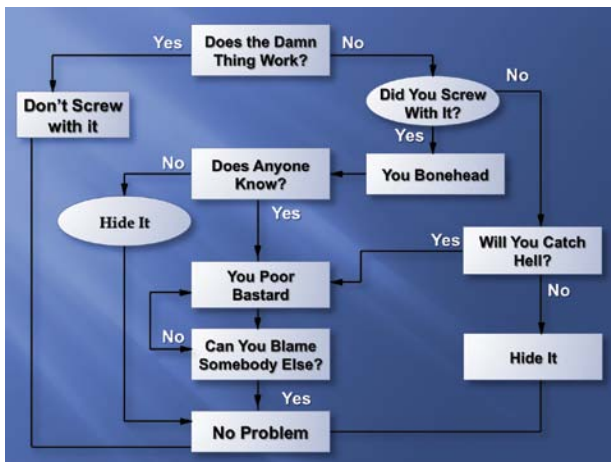 Yes
Does the Damn
Thing Work?
No
Don't Screw
with it
Did You Screw
With It?
No
Yes
No
Does Anyone
Know?
You Bonehead
Hide It
Yes
Yes
Will You Catch
Hell?
You Poor
Bastard
No
No
Can You Blame
Somebody Else?
Hide It
Yes
No Problem